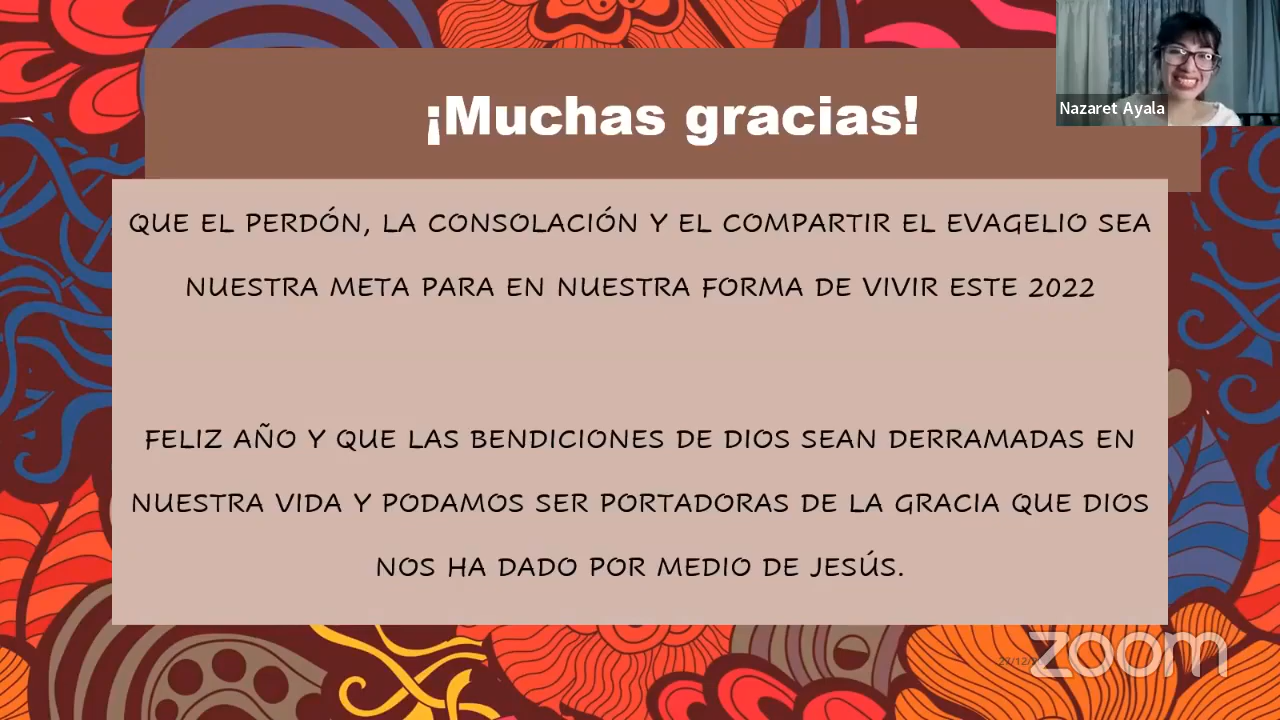 ¡Muchas gracias!
Nazaret Ayala
QUE EL PERDÓN, LA CONSOLACIÓN Y EL COMPARTIR EL EVAGELIO SEA
NUESTRA META PARA EN NUESTRA FORMA DE VIVIR ESTE 2022
FELIZ AÑO Y QUE LAS BENDICIONES DE DIOS SEAN DERRAMADAS EN
NUESTRA VIDA Y PODAMOS SER PORTADORAS DE LA GRACIA QUE DIOS
NOS HA DADO POR MEDIO DE JESÚS.
zoom